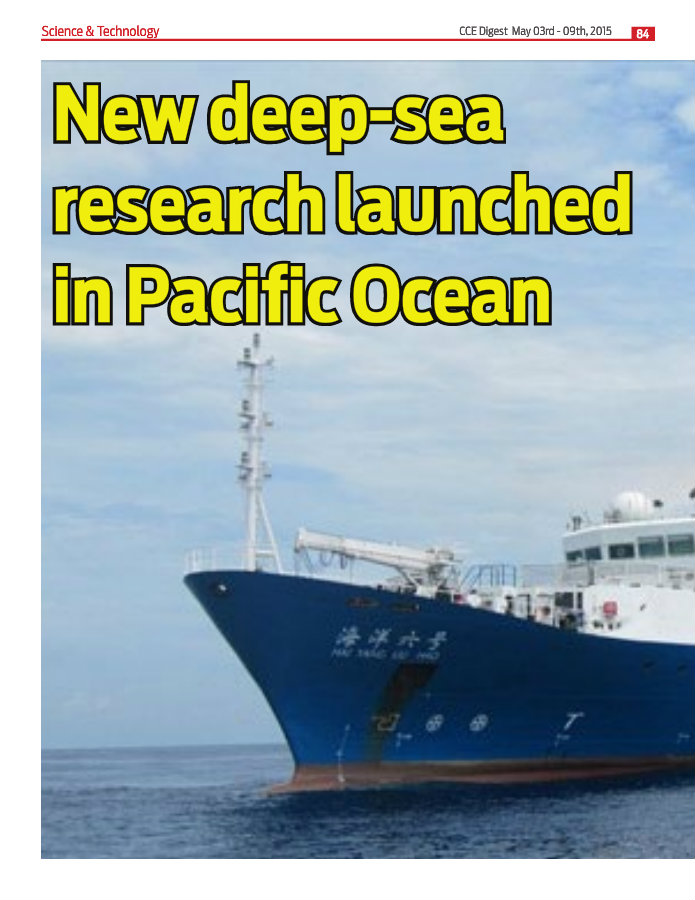 Science & Technology
CCE Digest May 03rd - 09th, 2015
84
New deep-sea
research launched
in Pacific Ocean
海洋六号
HAI YANG LIU HAO
T